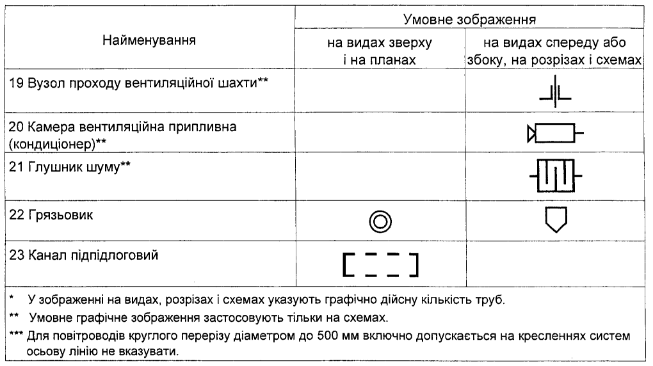 Найменування
Умовне зображення
на видах зверху
і на планах
на видах спереду або
збоку, на розрізах і схемах
19 Вузол проходу вентиляційної шахти**
20 Камера вентиляційна припливна
(кондиціонер)**
21 Глушник шуму**
22 Грязьовик
23 Канал підпідлоговий
* У зображенні на видах, розрізах і схемах указують графічно дійсну кількість труб.
** Умовне графічне зображення застосовують тільки на схемах.
*** Для повітроводів круглого перерізу діаметром до 500 мм включно допускається на кресленнях систем
осьову лінію не вказувати.